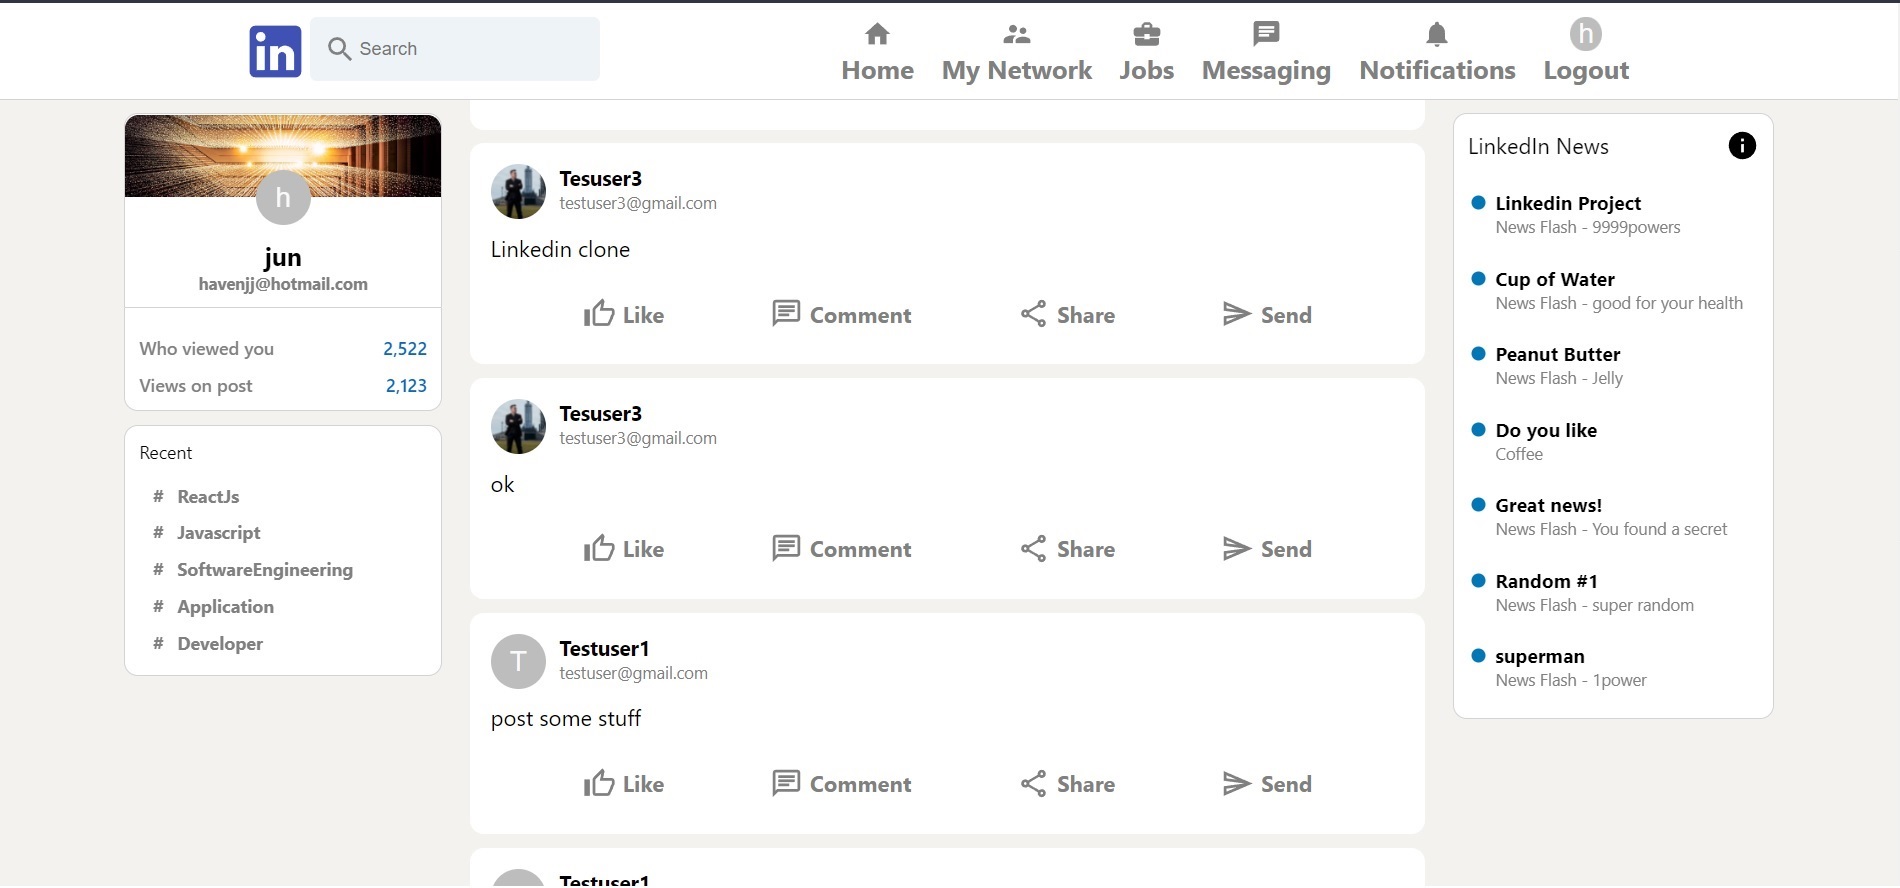 in
Search
Home
My Network
Jobs
Messaging
Notifications
h
Logout
h
jun
havenjj@hotmail.com
Who viewed you 2,522
Views on post 2,123
Recent
# ReactJs
# Javascript
# SoftwareEngineering
# Application
# Developer
Tesuser3
testuser3@gmail.com
Linkedin clone
Like Comment Share Send
Tesuser3
testuser3@gmail.com
ok
Like Comment Share Send
T
Testuser1
testuser@gmail.com
post some stuff
Like Comment Share Send
Testuser1
LinkedIn News
Linkedin Project
News Flash - 9999powers
Cup of Water
News Flash - good for your health
Peanut Butter
News Flash - Jelly
Do you like
Coffee
Great news!
News Flash - You found a secret
Random #1
News Flash - super random
superman
News Flash - 1power